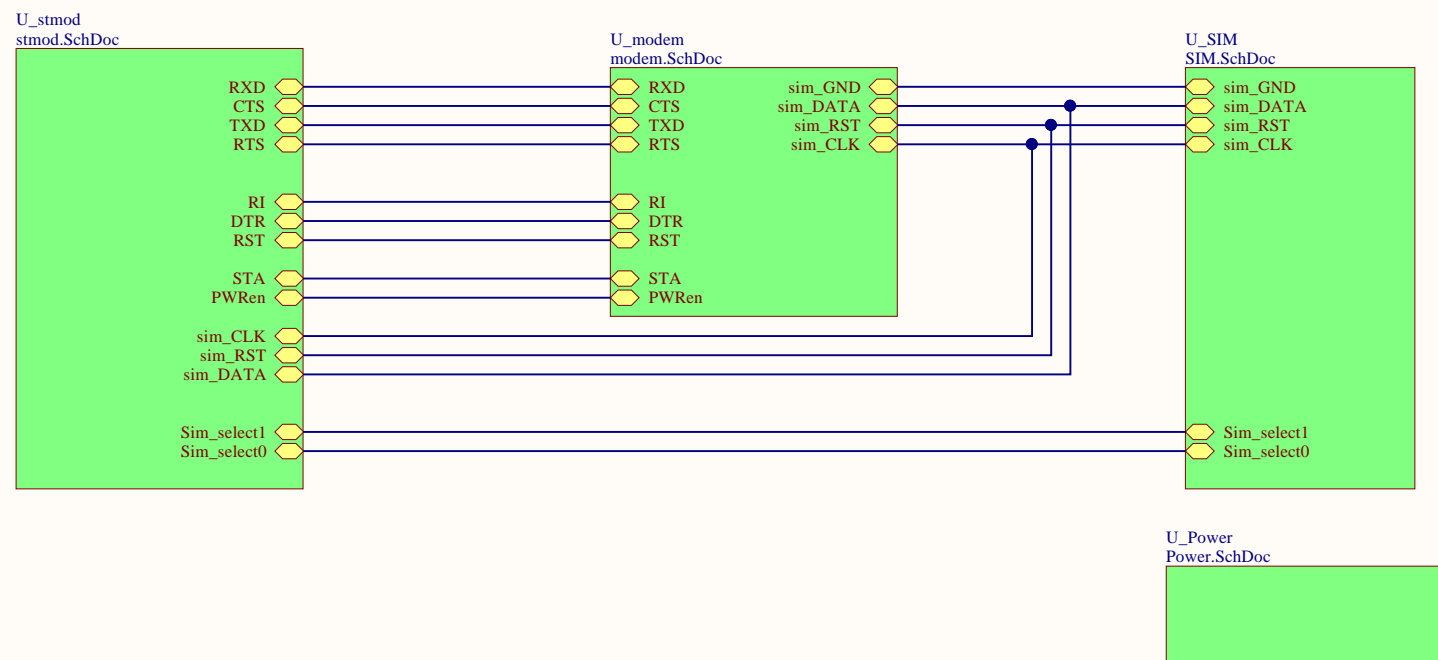 U_stmod
stmod.SchDoc
RXD
CTS
TXD
RTS
RI
DTR
RST
STA
PWRen
sim_CLK
sim_RST
sim_DATA
Sim_select1
Sim_select0
U_modem
modem.SchDoc
RXD
CTS
TXD
RTS
RI
DTR
RST
STA
PWRen
sim_GND
sim_DATA
sim_RST
sim_CLK
U_SIM
SIM.SchDoc
sim_GND
sim_DATA
sim_RST
sim_CLK
Sim_select1
Sim_select0
U_Power
Power.SchDoc